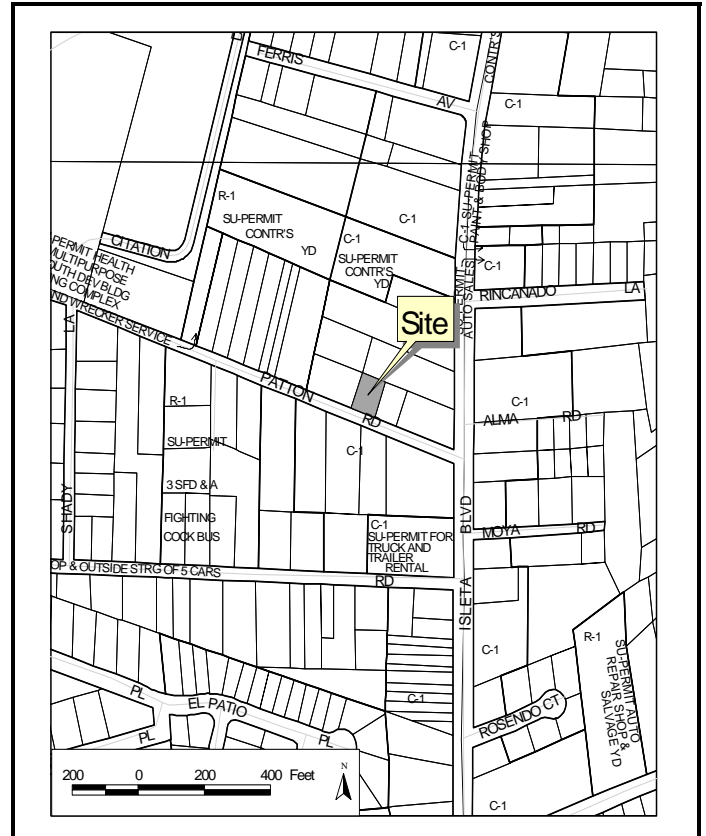 FERRIS
AV
C-1
CONTR'S
C-1
C-1 SU-PERMIT
PAINT & BODY SHOP
R-1
SU-PERMIT
CONTR'S
YD
C-1
C-1
SU-PERMIT
CONTR'S
YD
CITATION
PERMIT HEALTH
MULTIPURPOSE
OUTH DEV BLDG
NG COMPLEX
ND WRECKER SERVICE
LA
C-1
AUTO SALES
RINCANADO LA
Site
PATTON
RD
C-1
ALMA RD
R-1
SU-PERMIT
3 SFD & A
FIGHTING
COCK BUS
C-1
SHADY
C-1
SU-PERMIT FOR
TRUCK AND
TRAILER
RENTAL
ISLETA BLVD
MOYA RD
OP & OUTSIDE STRG OF 5 CARS
RD
C-1
R-1
SU-PERMIT AUTO
REPAIR SHOP &
SALVAGE YD
PL
EL PATIO
PL
PL
C-1
ROSENDO CT
C-1
200 0 200 400 Feet
N